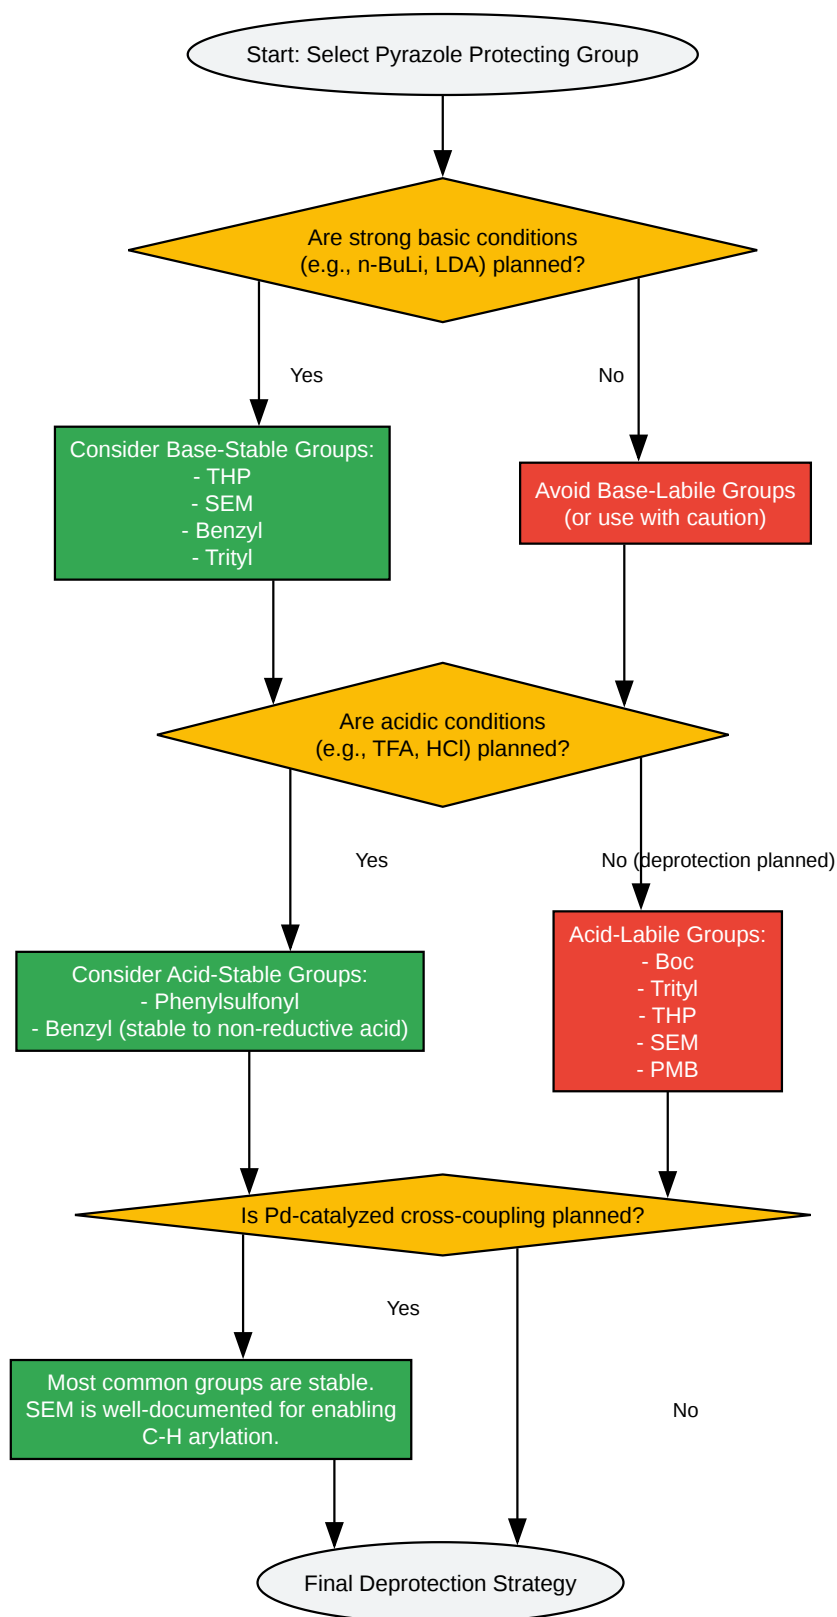 Start: Select Pyrazole Protecting Group
Are strong basic conditions
(e.g., n-BuLi, LDA) planned?
Yes
No
Consider Base-Stable Groups:
- THP
- SEM
- Benzyl
- Trityl
Avoid Base-Labile Groups
(or use with caution)
Are acidic conditions
(e.g., TFA, HCl) planned?
Yes
No (deprotection planned)
Consider Acid-Stable Groups:
- Phenylsulfonyl
- Benzyl (stable to non-reductive acid)
Acid-Labile Groups:
- Boc
- Trityl
- THP
- SEM
- PMB
Is Pd-catalyzed cross-coupling planned?
Yes
No
Most common groups are stable.
SEM is well-documented for enabling
C-H arylation.
Final Deprotection Strategy